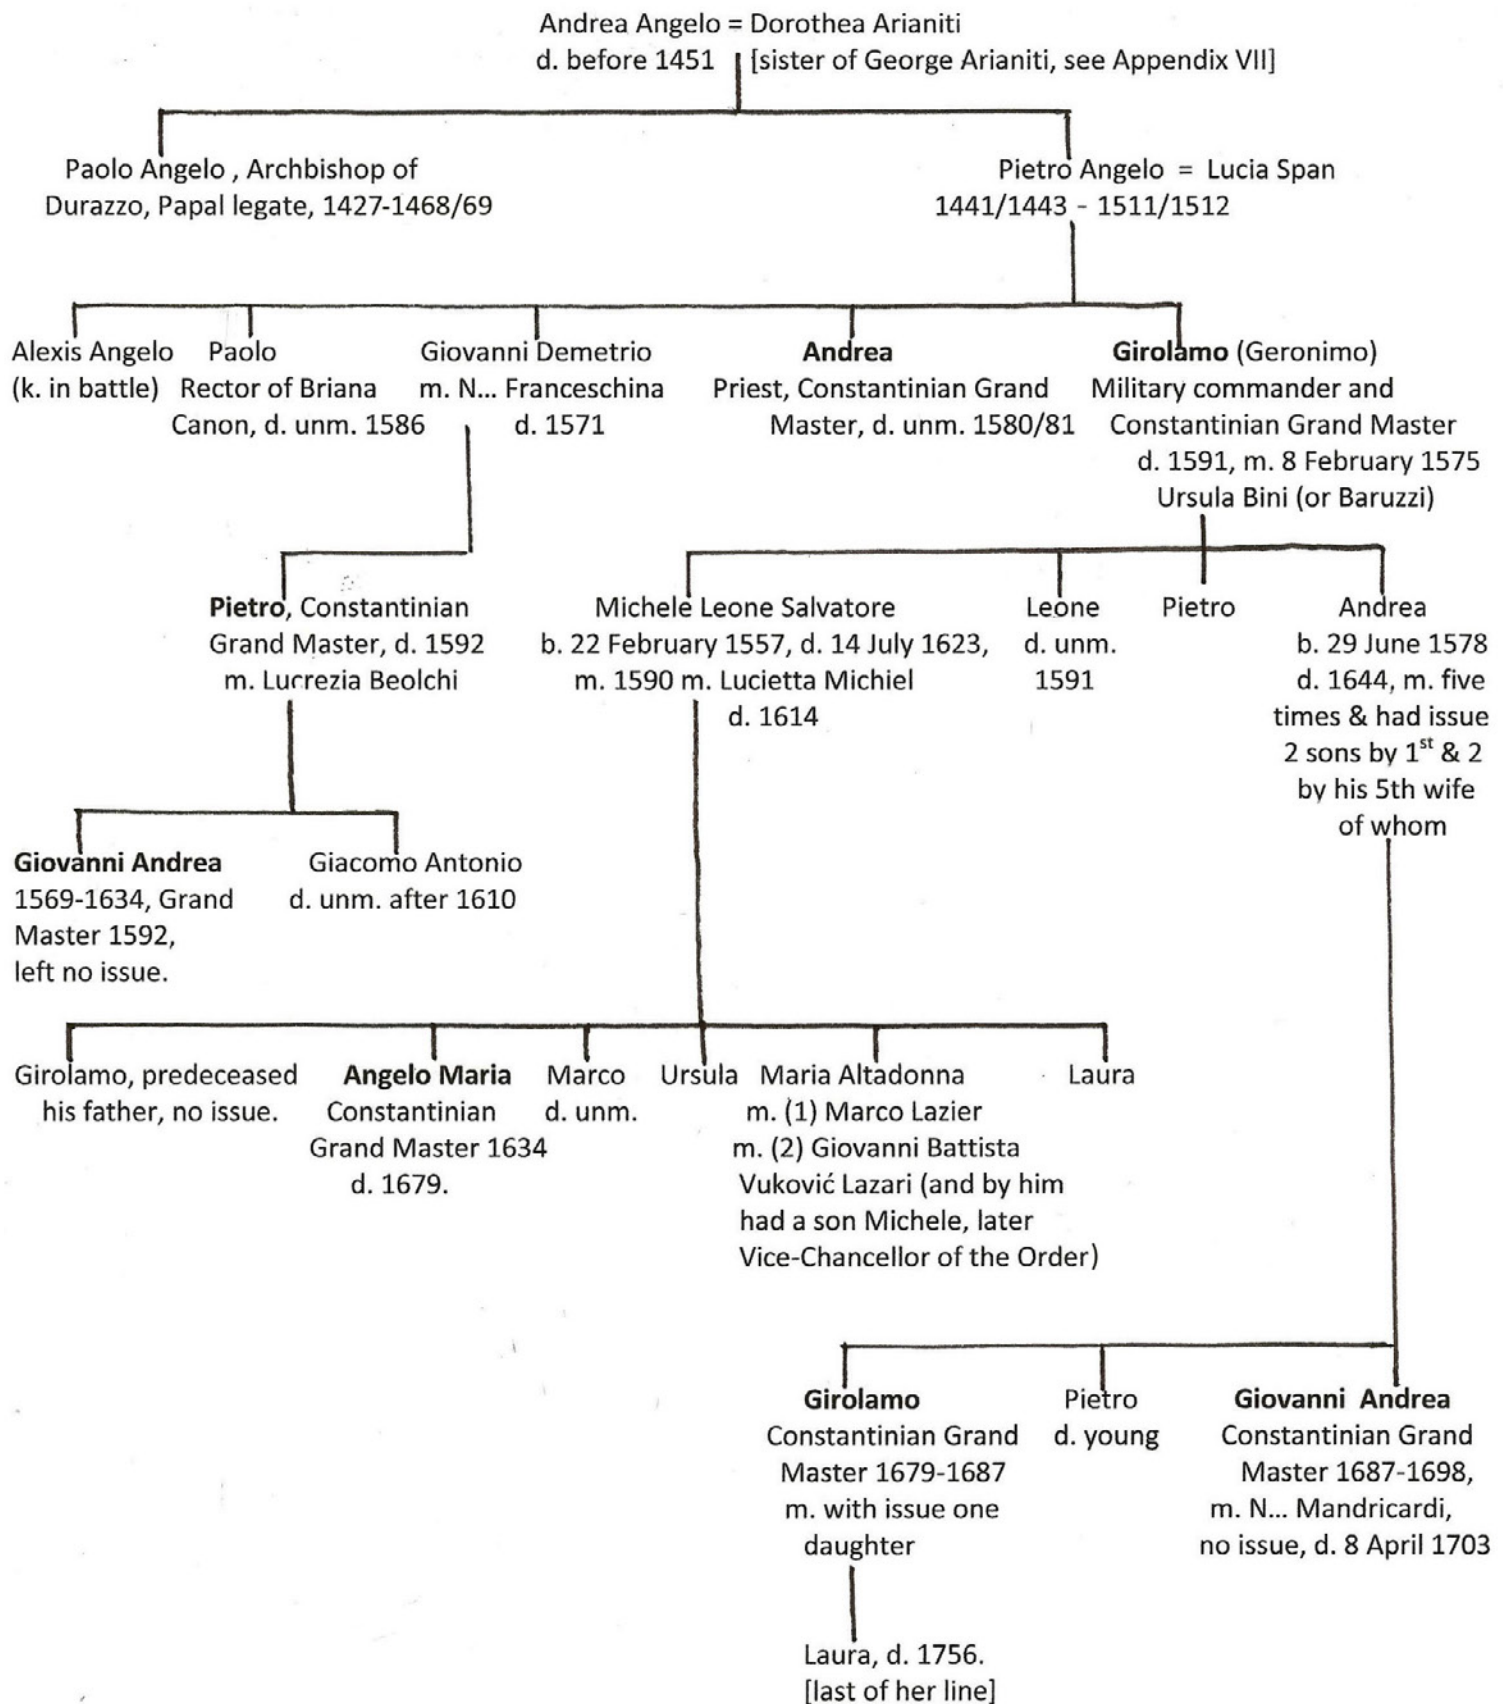 Andrea Angelo = Dorothea Arianiti
d. before 1451 [sister of George Arianiti, see Appendix VII]
Paolo Angelo , Archbishop of
Durazzo, Papal legate, 1427-1468/69
Pietro Angelo = Lucia Span
1441/1443 - 1511/1512
Alexis Angelo
(k. in battle)
Paolo
Rector of Briana
Canon, d. unm. 1586
Giovanni Demetrio
m. N... Franceschina
d. 1571
Andrea
Priest, Constantinian Grand
Master, d. unm. 1580/81
Girolamo (Geronimo)
Military commander and
Constantinian Grand Master
d. 1591, m. 8 February 1575
Ursula Bini (or Baruzzi)
Pietro, Constantinian
Grand Master, d. 1592
m. Lucrezia Beolchi
Michele Leone Salvatore
b. 22 February 1557, d. 14 July 1623,
m. 1590 m. Lucietta Michiel
d. 1614
Leone
d. unm.
1591
Pietro
Andrea
b. 29 June 1578
d. 1644, m. five
times & had issue
2 sons by 1st & 2
by his 5th wife
of whom
Giovanni Andrea
1569-1634, Grand
Master 1592,
left no issue.
Giacomo Antonio
d. unm. after 1610
Girolamo, predeceased
his father, no issue.
Angelo Maria
Constantinian
Grand Master 1634
d. 1679.
Marco
d. unm.
Ursula
Maria Altadonna
m. (1) Marco Lazier
m. (2) Giovanni Battista
Vuković Lazari (and by him
had a son Michele, later
Vice-Chancellor of the Order)
Laura
Girolamo
Constantinian Grand
Master 1679-1687
m. with issue one
daughter
Pietro
d. young
Giovanni Andrea
Constantinian Grand
Master 1687-1698,
m. N... Mandricardi,
no issue, d. 8 April 1703
Laura, d. 1756.
[last of her line]